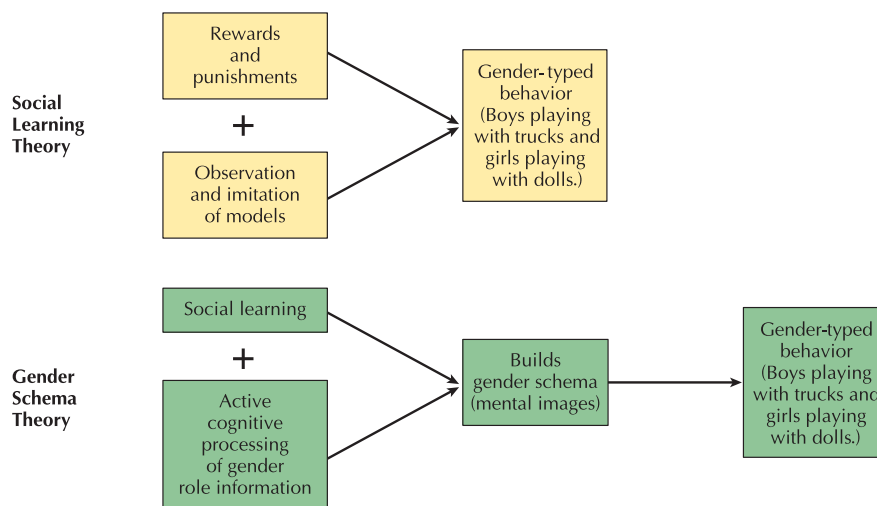 Social
Learning
Theory
Rewards
and
punishments
+
Observation
and imitation
of models
Gender-typed
behavior
(Boys playing
with trucks and
girls playing
with dolls.)
Gender
Schema
Theory
Social learning
+
Active
cognitive
processing
of gender
role information
Builds
gender schema
(mental images)
Gender-typed
behavior
(Boys playing
with trucks and
girls playing
with dolls.)